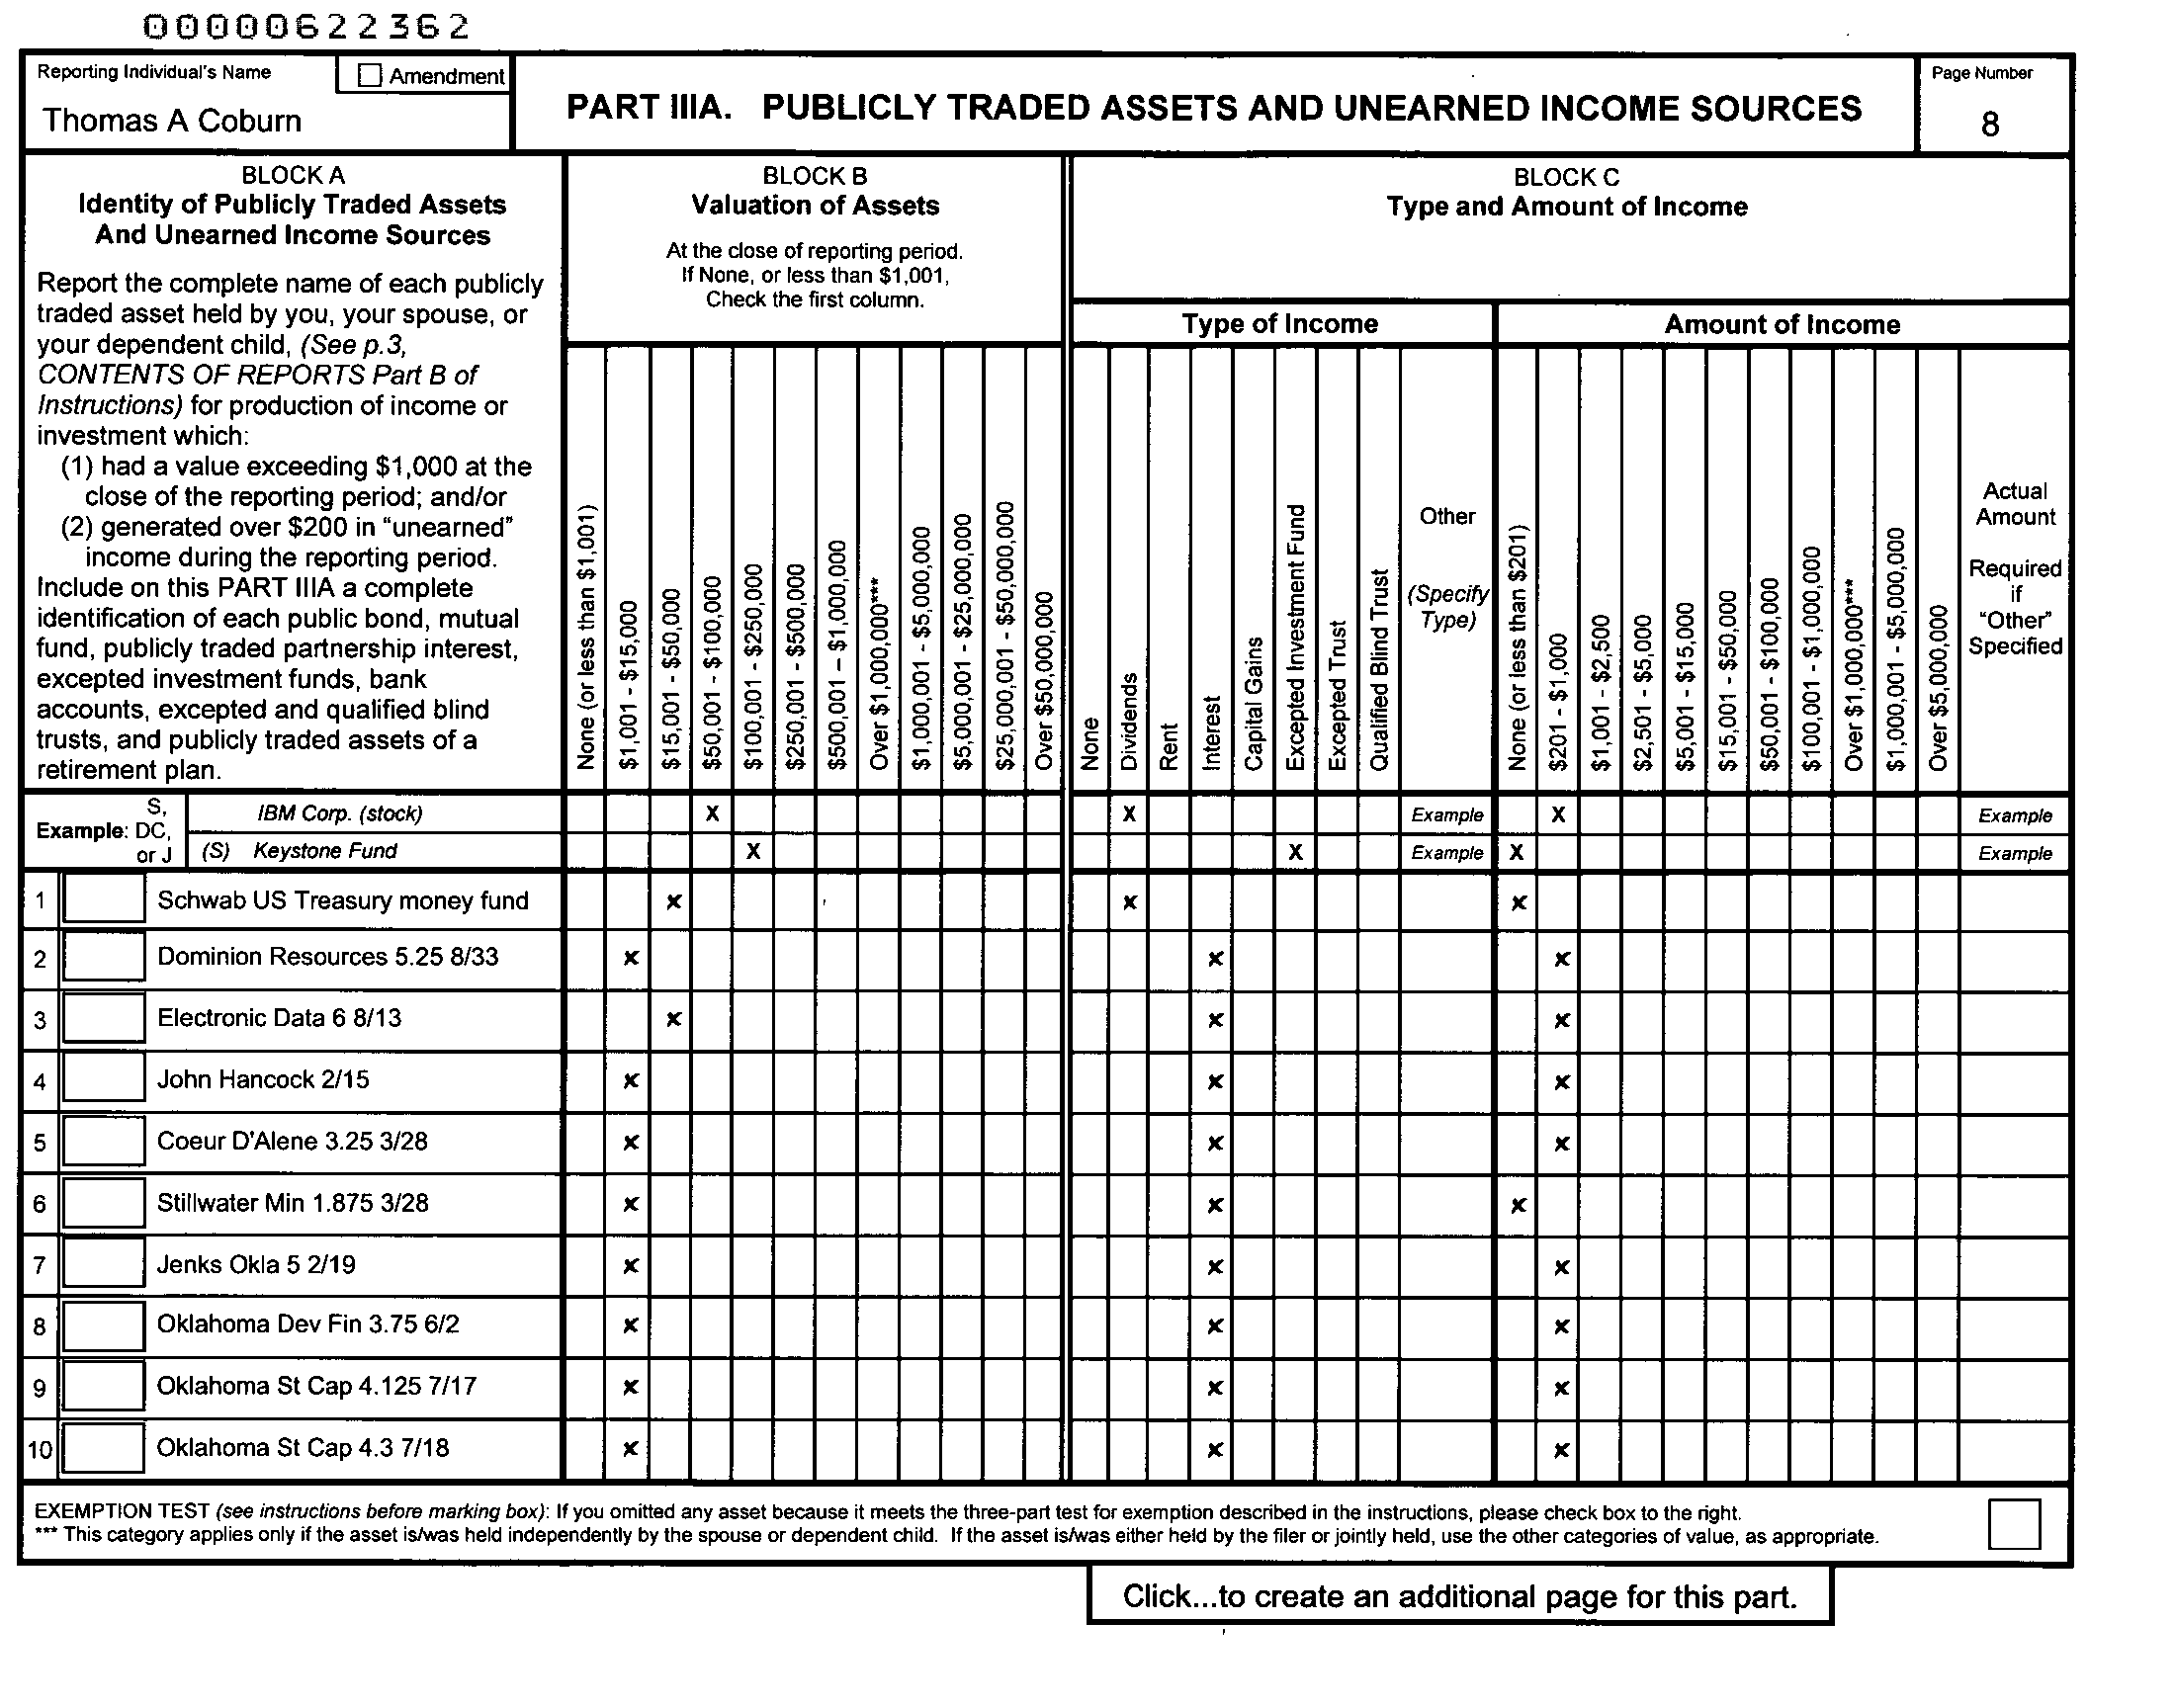 00000622362
Reporting Individual's Name
Amendment
Thomas A Coburn
PART IIIA. PUBLICLY TRADED ASSETS AND UNEARNED INCOME SOURCES
Page Number
8
BLOCK A
Identity of Publicly Traded Assets
And Unearned Income Sources
Report the complete name of each publicly
traded asset held by you, your spouse, or
your dependent child, (See p.3,
CONTENTS OF REPORTS Part B of
Instructions) for production of income or
investment which:
(1) had a value exceeding $1,000 at the
close of the reporting period; and/or
(2) generated over $200 in “unearned”
income during the reporting period.
Include on this PART IIIA a complete
identification of each public bond, mutual
fund, publicly traded partnership interest,
excepted investment funds, bank
accounts, excepted and qualified blind
trusts, and publicly traded assets of a
retirement plan.
BLOCK B
Valuation of Assets
At the close of reporting period.
If None, or less than $1,001,
Check the first column.
None (or less than $1,001)
$1,001 - $15,000
$15,001 - $50,000
$50,001 - $100,000
$100,001 - $250,000
$250,001 - $500,000
$500,001 – $1,000,000
Over $1,000,000***
$1,000,001 - $5,000,000
$5,000,001 - $25,000,000
$25,000,001 - $50,000,000
Over $50,000,000
BLOCK C
Type and Amount of Income
Type of Income
None
Dividends
Rent
Interest
Capital Gains
Excepted Investment Fund
Excepted Trust
Qualified Blind Trust
Other
(Specify
Type)
Amount of Income
None (or less than $201)
$201 - $1,000
$1,001 - $2,500
$2,501 - $5,000
$5,001 - $15,000
$15,001 - $50,000
$50,001 - $100,000
$100,001 - $1,000,000
Over $1,000,000***
$1,000,001 - $5,000,000
Over $5,000,000
Actual
Amount
Required
if
“Other”
Specified
Example: S, DC, or J
IBM Corp. (stock) X X Example X Example
(S) Keystone Fund X X Example X Example
1 Schwab US Treasury money fund x x x
2 Dominion Resources 5.25 8/33 x x x
3 Electronic Data 6 8/13 x x x
4 John Hancock 2/15 x x x
5 Coeur D'Alene 3.25 3/28 x x x
6 Stillwater Min 1.875 3/28 x x x
7 Jenks Okla 5 2/19 x x x
8 Oklahoma Dev Fin 3.75 6/2 x x x
9 Oklahoma St Cap 4.125 7/17 x x x
10 Oklahoma St Cap 4.3 7/18 x x x
EXEMPTION TEST (see instructions before marking box): If you omitted any asset because it meets the three-part test for exemption described in the instructions, please check box to the right.
*** This category applies only if the asset is/was held independently by the spouse or dependent child. If the asset is/was either held by the filer or jointly held, use the other categories of value, as appropriate.
Click...to create an additional page for this part.